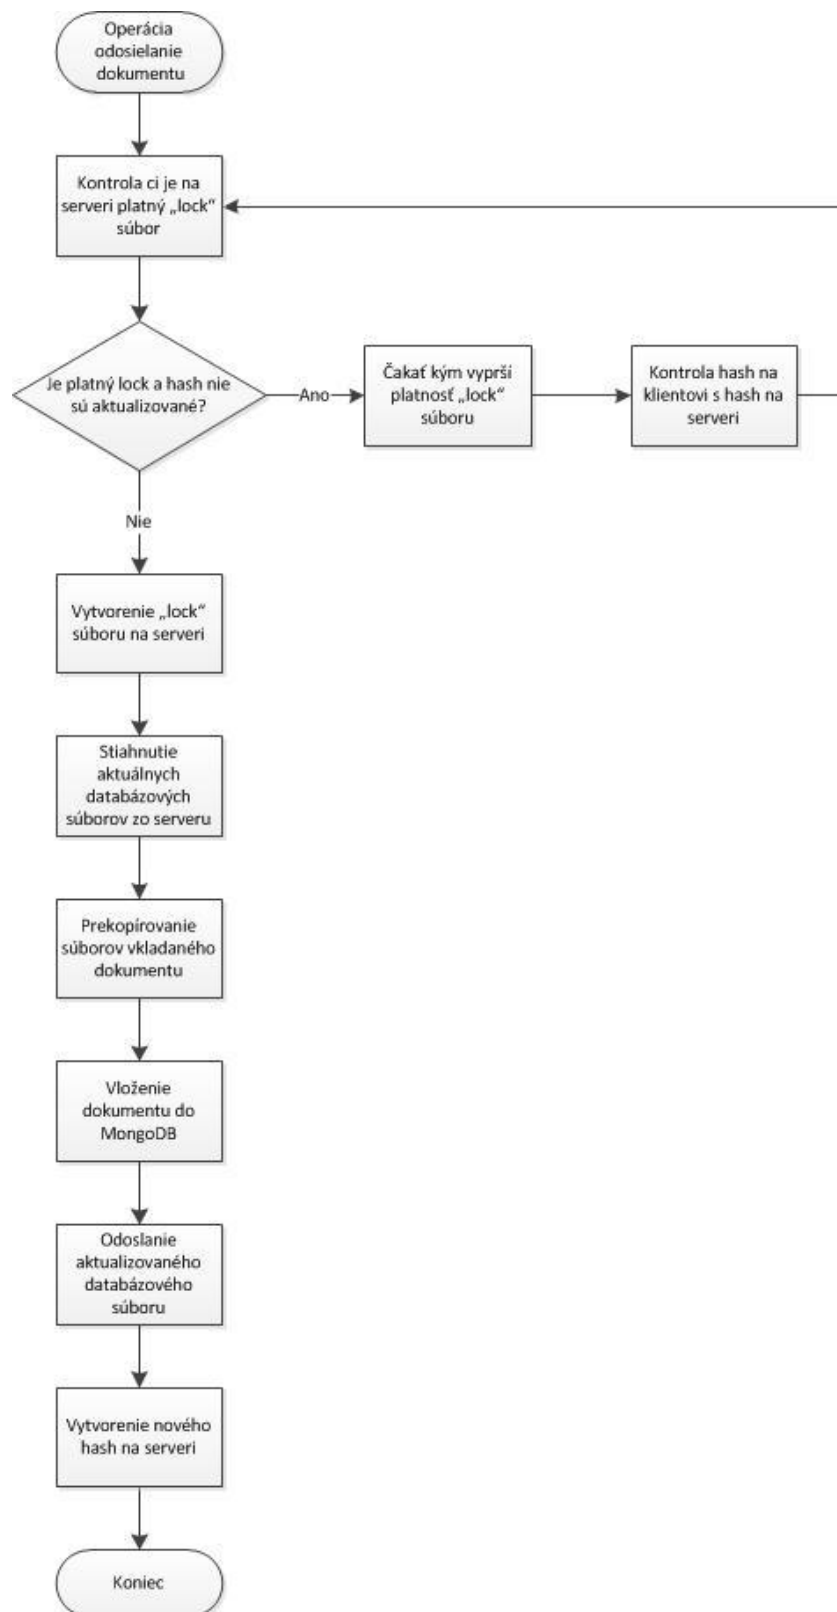 Operácia
odosielanie
dokumentu
Kontrola ci je na
serveri platný „lock“
súbor
Je platný lock a hash nie
sú aktualizované?
Ano
Čakať kým vyprší
platnosť „lock“
súboru
Kontrola hash na
klientovi s hash na
serveri
Nie
Vytvorenie „lock“
súboru na serveri
Stiahnutie
aktuálnych
databázových
súborov zo serveru
Prekopírovanie
súborov vkladaného
dokumentu
Vloženie
dokumentu do
MongoDB
Odoslanie
aktualizovaného
databázového
súboru
Vytvorenie nového
hash na serveri
Koniec